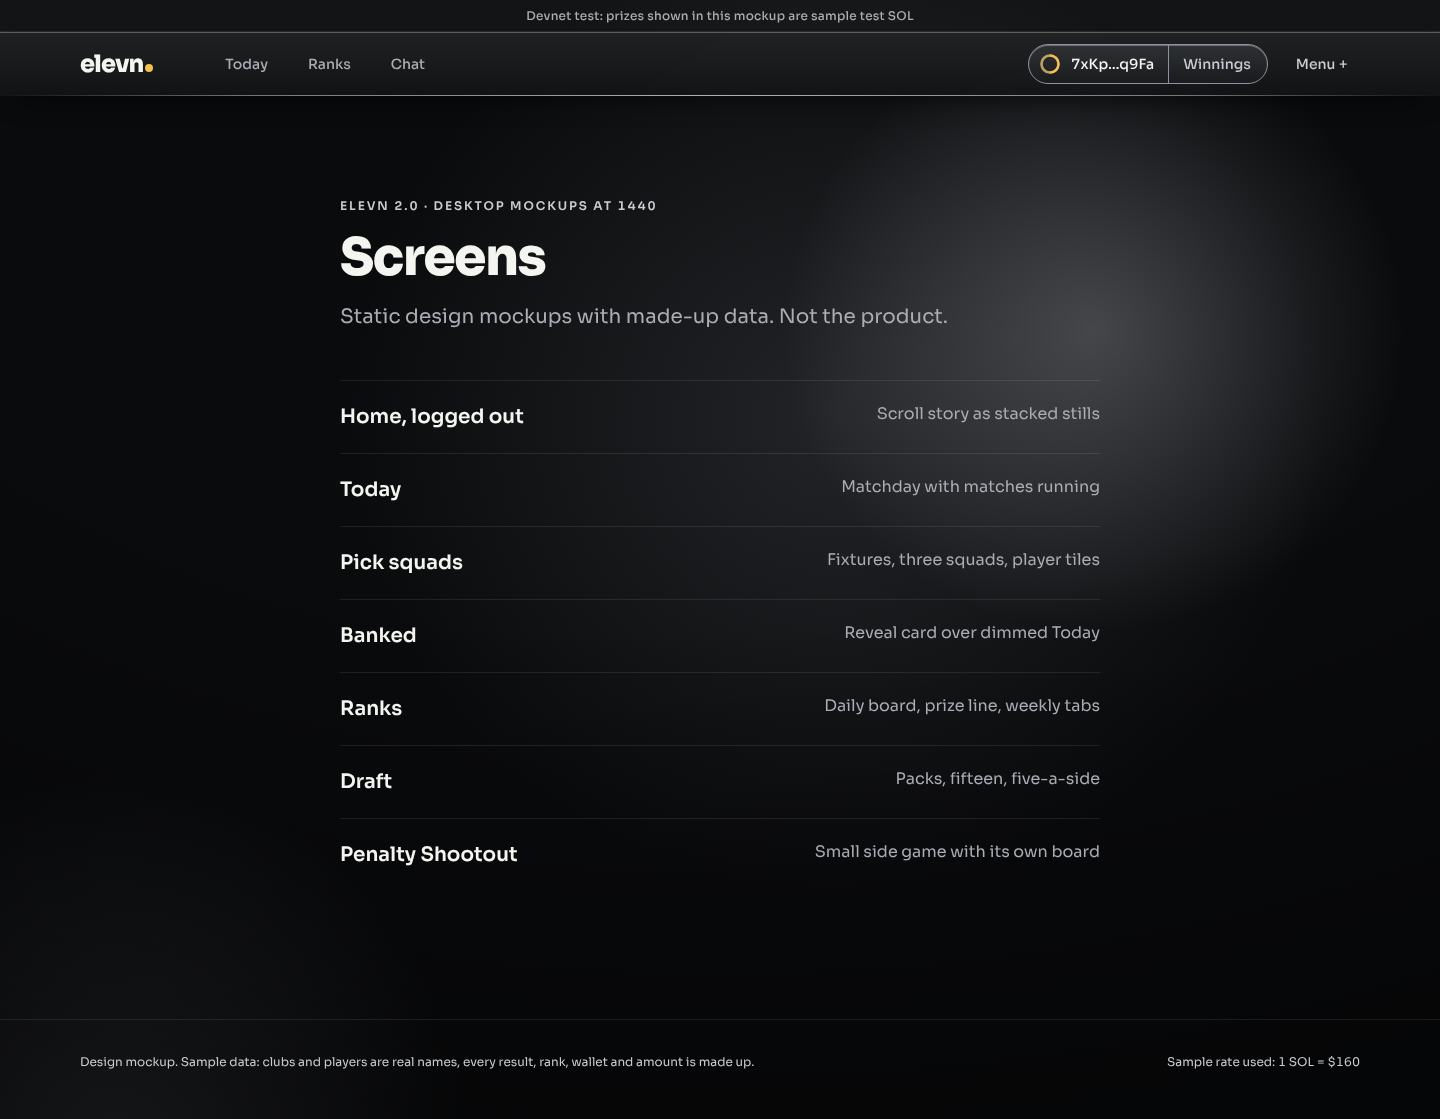 Devnet test: prizes shown in this mockup are sample test SOL
elevn.
Today
Ranks
Chat
7xKp...q9Fa
Winnings
Menu +
ELEVN 2.0 · DESKTOP MOCKUPS AT 1440
Screens
Static design mockups with made-up data. Not the product.
Home, logged out
Scroll story as stacked stills
Today
Matchday with matches running
Pick squads
Fixtures, three squads, player tiles
Banked
Reveal card over dimmed Today
Ranks
Daily board, prize line, weekly tabs
Draft
Packs, fifteen, five-a-side
Penalty Shootout
Small side game with its own board
Design mockup. Sample data: clubs and players are real names, every result, rank, wallet and amount is made up.
Sample rate used: 1 SOL = $160